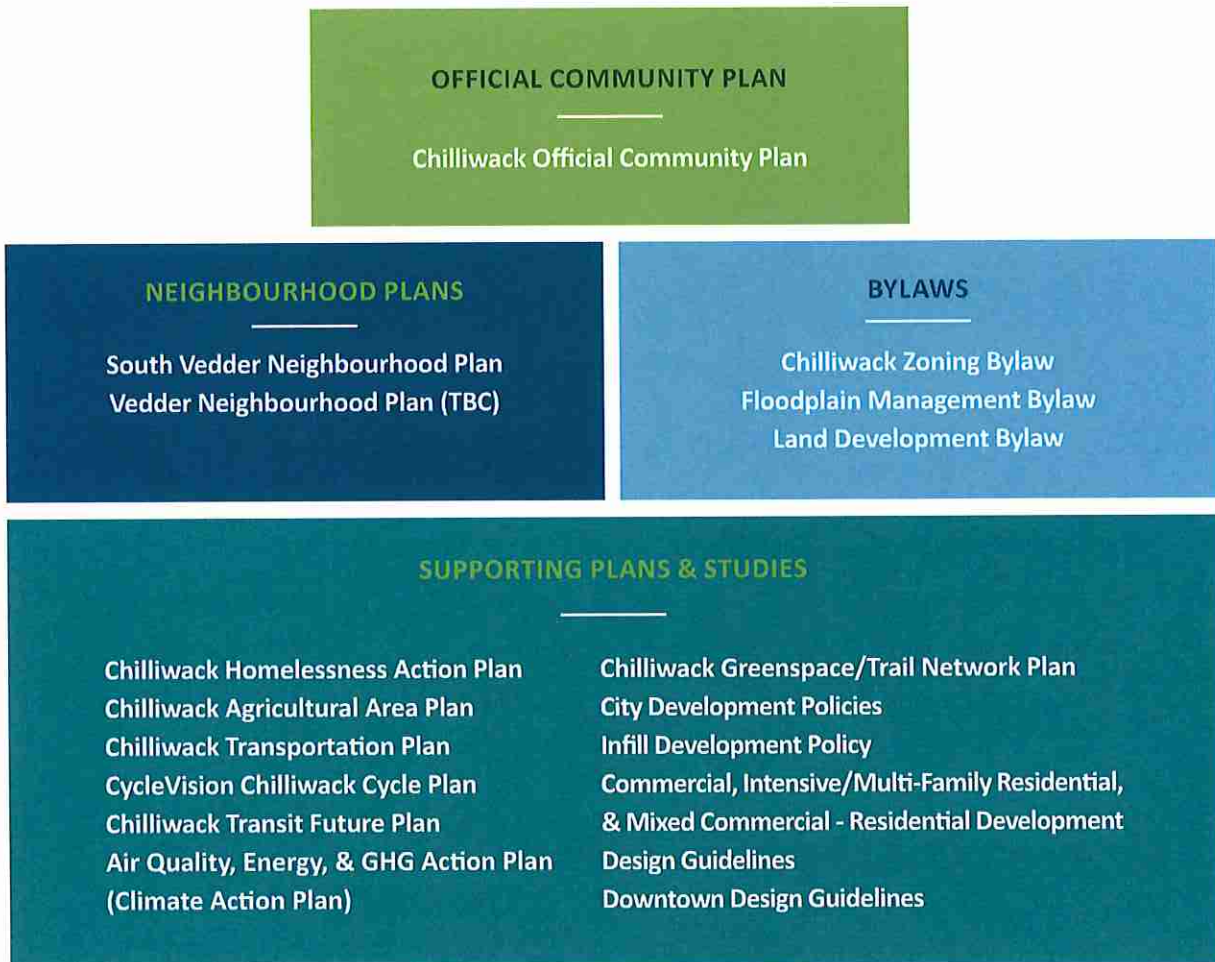 OFFICIAL COMMUNITY PLAN
Chilliwack Official Community Plan
NEIGHBOURHOOD PLANS
South Vedder Neighbourhood Plan
Vedder Neighbourhood Plan (TBC)
BYLAWS
Chilliwack Zoning Bylaw
Floodplain Management Bylaw
Land Development Bylaw
SUPPORTING PLANS & STUDIES
Chilliwack Homelessness Action Plan
Chilliwack Agricultural Area Plan
Chilliwack Transportation Plan
CycleVision Chilliwack Cycle Plan
Chilliwack Transit Future Plan
Air Quality, Energy, & GHG Action Plan
(Climate Action Plan)
Chilliwack Greenspace/Trail Network Plan
City Development Policies
Infill Development Policy
Commercial, Intensive/Multi-Family Residential,
& Mixed Commercial - Residential Development
Design Guidelines
Downtown Design Guidelines